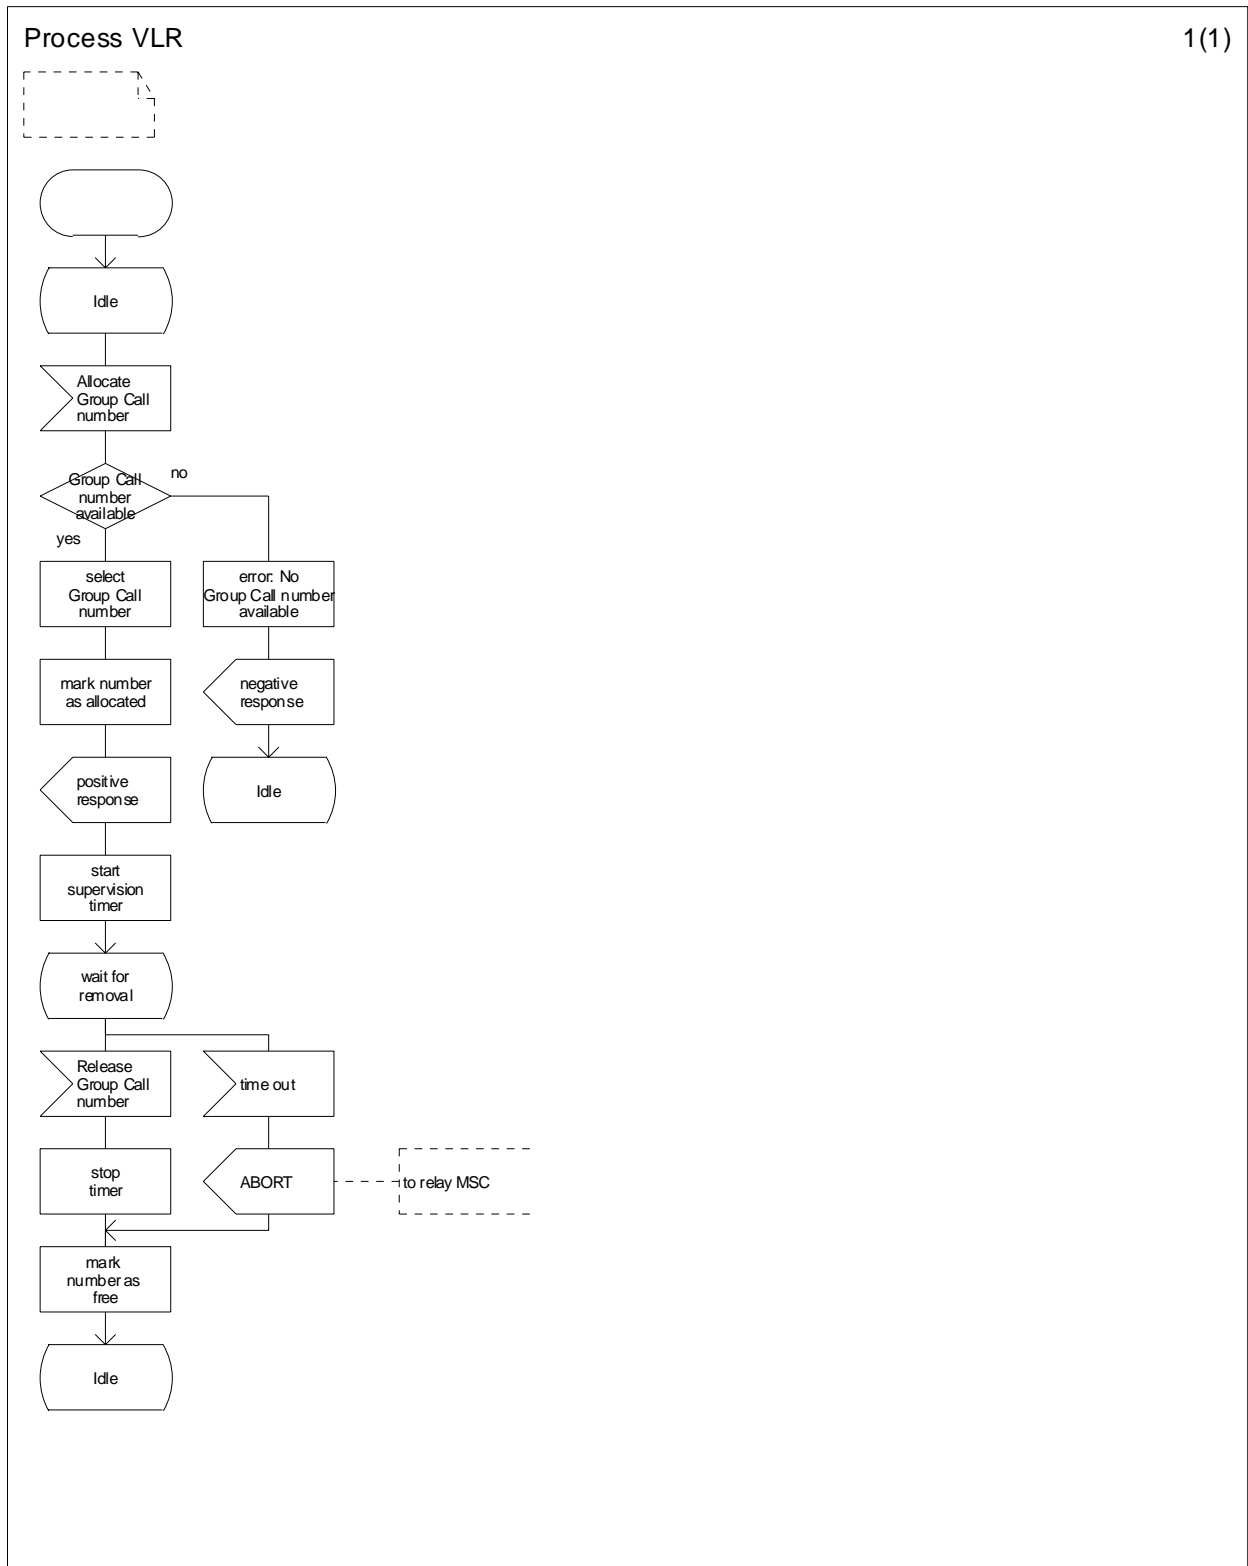 Process VLR
1(1)
Idle
Allocate
Group Call
number
Group Call
number
available
no
yes
select
Group Call
number
error: No
Group Call number
available
mark number
as allocated
negative
response
positive
response
Idle
start
supervision
timer
wait for
removal
Release
Group Call
number
time out
stop
timer
ABORT
to relay MSC
mark
number as
free
Idle